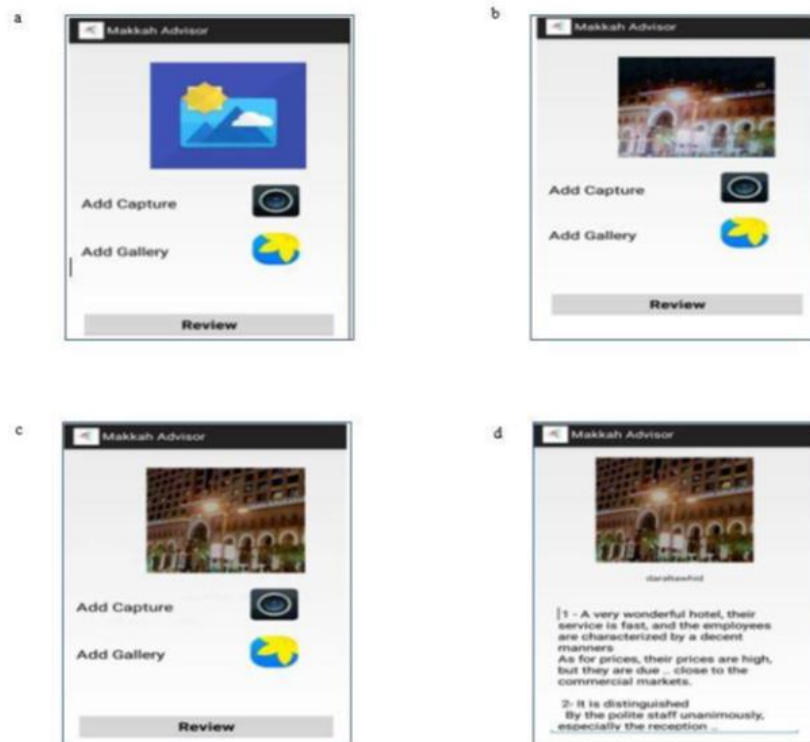 a
Makkah Advisor
Add Capture
Add Gallery
Review
b
Makkah Advisor
Add Capture
Add Gallery
Review
c
Makkah Advisor
Add Capture
Add Gallery
Review
d
Makkah Advisor
daraltawhid
1 - A very wonderful hotel, their
service is fast, and the employees
are characterized by a decent
manners
As for prices, their prices are high,
but they are due .. close to the
commercial markets.
2- It is distinguished
By the polite staff unanimously,
especially the reception ..